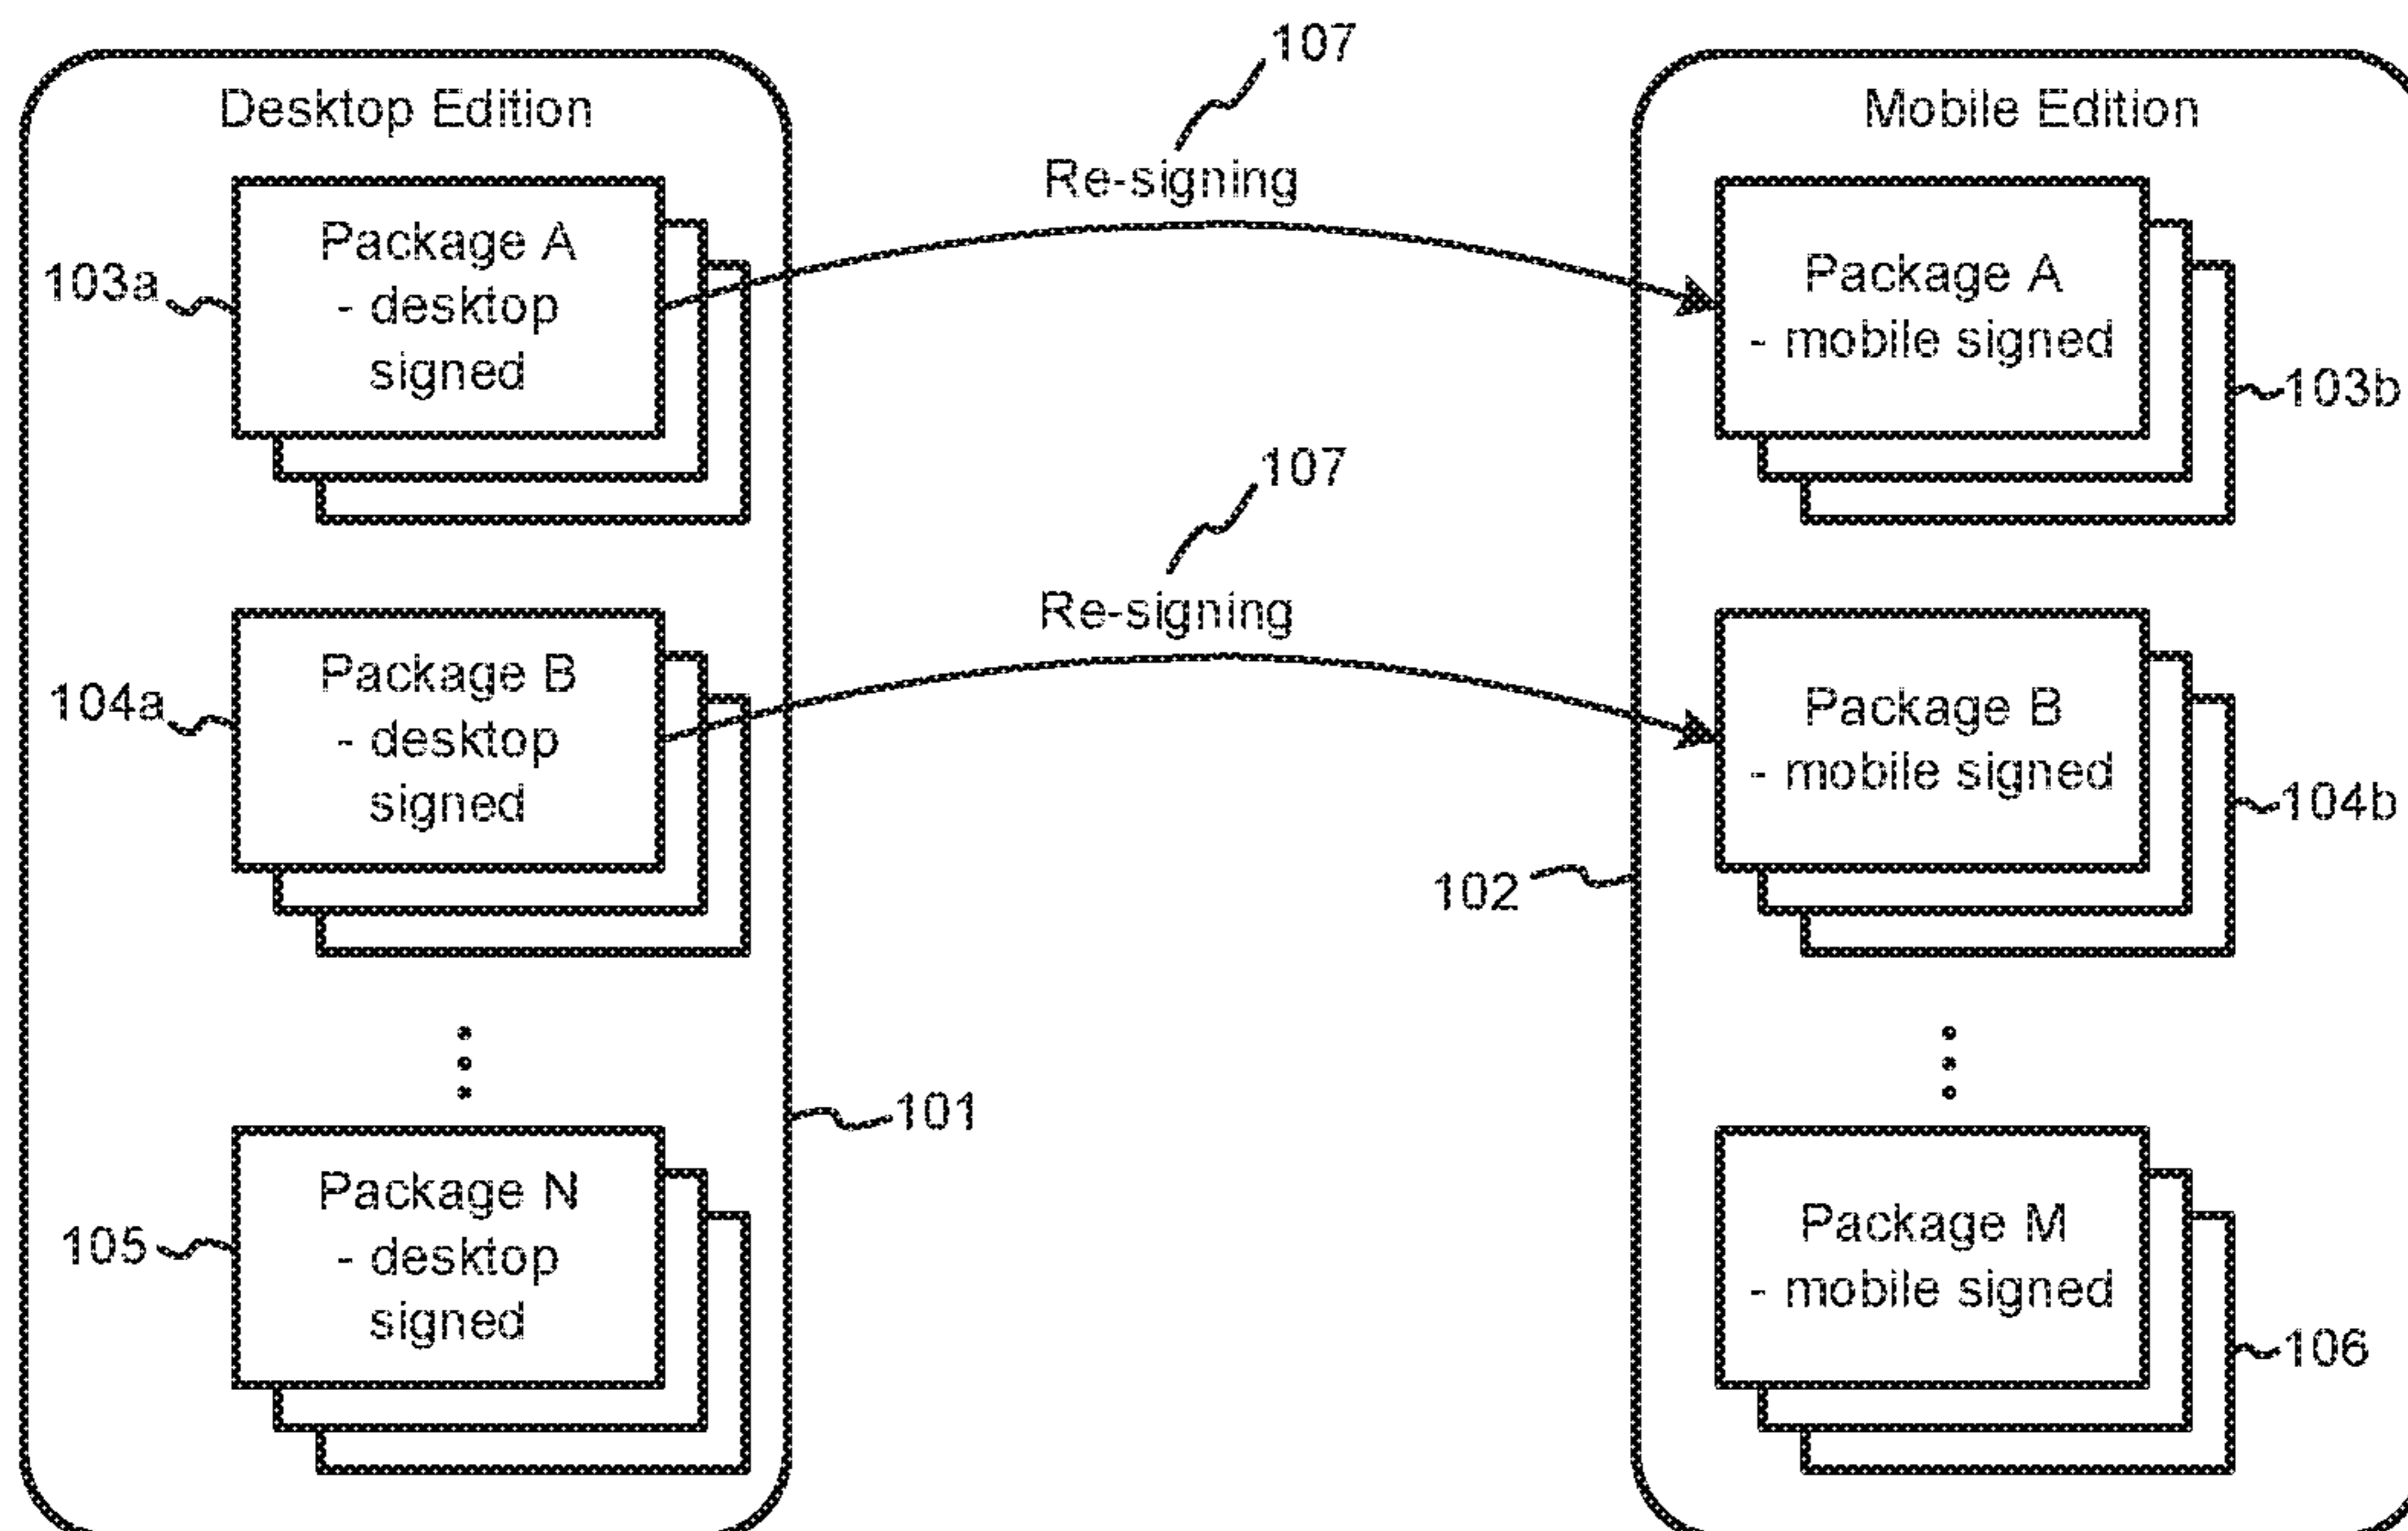 107
Desktop Edition
Mobile Edition
Re-signing
Package A
- desktop
signed
103a
Package A
- mobile signed
103b
107
Re-signing
Package B
- desktop
signed
104a
Package B
- mobile signed
104b
102
101
Package N
- desktop
signed
105
Package M
- mobile signed
106